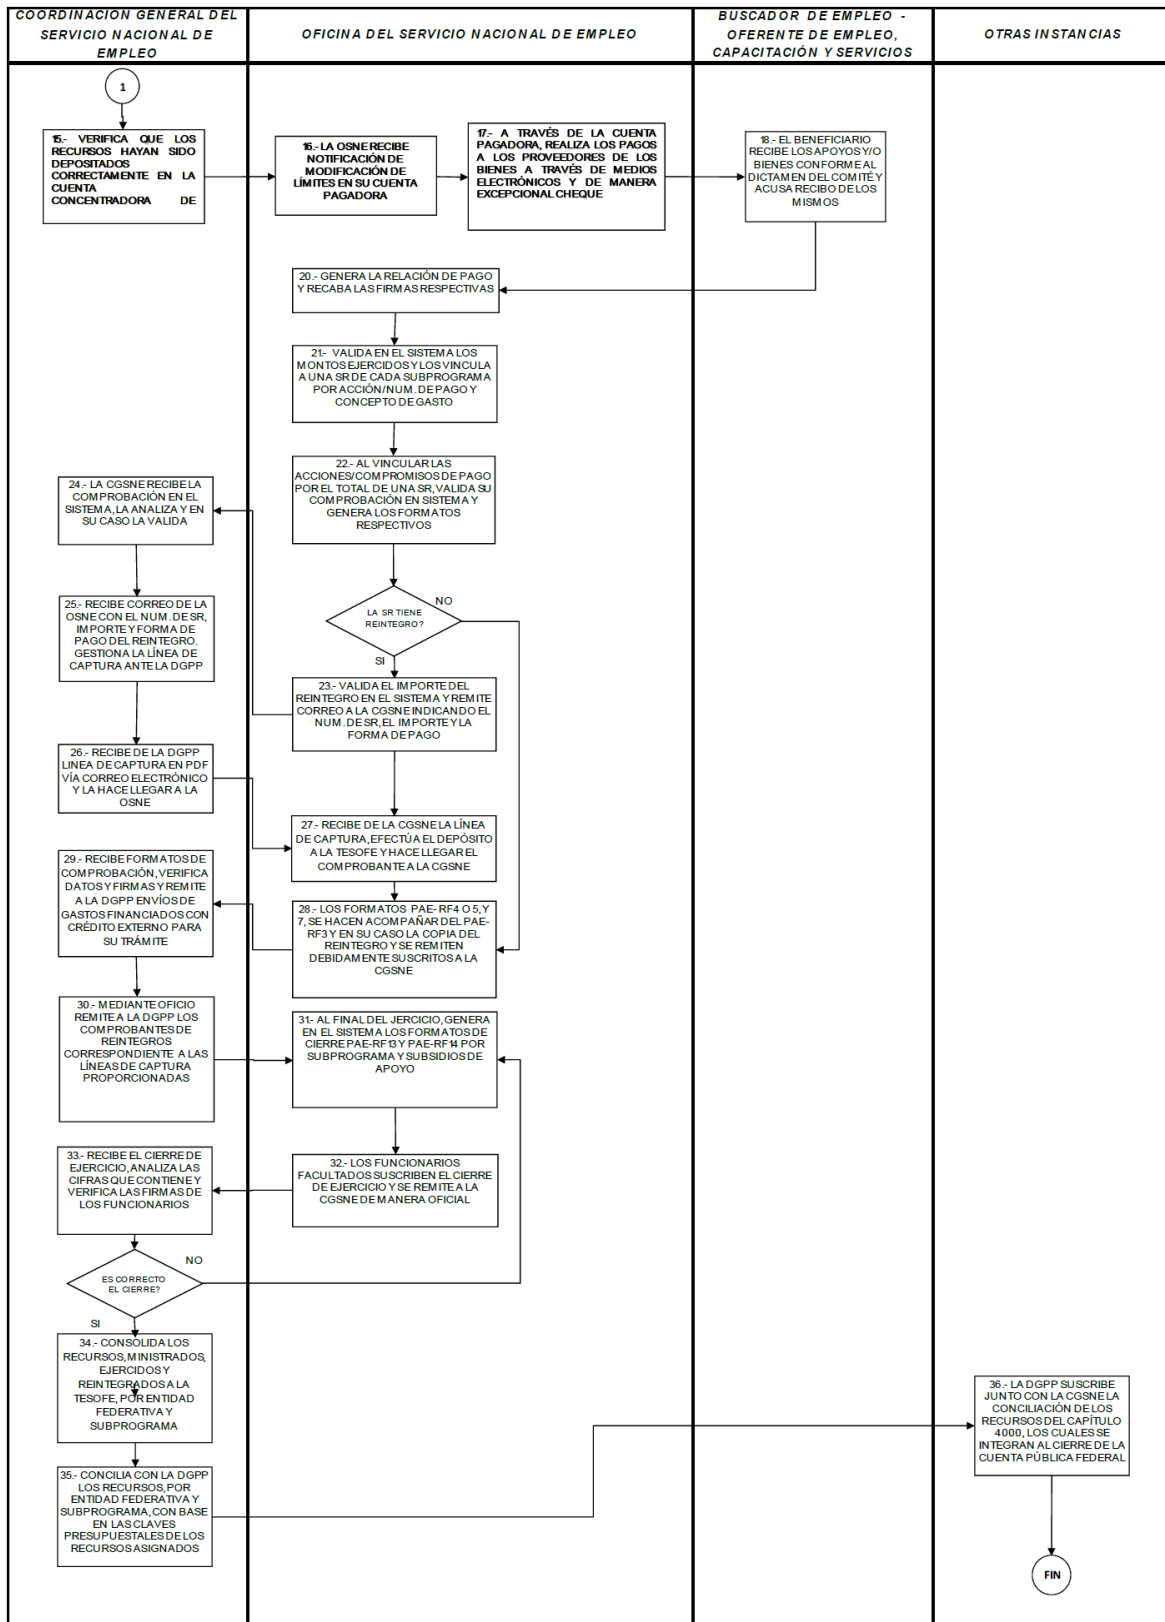 COORDINACION GENERAL DEL
SERVICIO NACIONAL DE
EMPLEO
OFICINA DEL SERVICIO NACIONAL DE EMPLEO
BUSCADOR DE EMPLEO -
OFERENTE DE EMPLEO,
CAPACITACIÓN Y SERVICIOS
OTRAS INSTANCIAS
1
15.- VERIFICA QUE LOS
RECURSOS HAYAN SIDO
DEPOSITADOS
CORRECTAMENTE EN LA
CUENTA
CONCENTRADORA DE
16.- LA OSNE RECIBE
NOTIFICACIÓN DE
MODIFICACIÓN DE
LÍMITES EN SU CUENTA
PAGADORA
17.- A TRAVÉS DE LA CUENTA
PAGADORA, REALIZA LOS PAGOS
A LOS PROVEEDORES DE LOS
BIENES A TRAVÉS DE MEDIOS
ELECTRÓNICOS Y DE MANERA
EXCEPCIONAL CHEQUE
18.- EL BENEFICIARIO
RECIBE LOS APOYOS Y/O
BIENES CONFORME AL
DICTAMEN DEL COMITÉ Y
ACUSA RECIBO DE LOS
MISMOS
20.- GENERA LA RELACIÓN DE PAGO
Y RECABA LAS FIRMAS RESPECTIVAS
21.- VALIDA EN EL SISTEMA LOS
MONTOS EJERCIDOS Y LOS VINCULA
A UNA SR DE CADA SUBPROGRAMA
POR ACCIÓN/NUM. DE PAGO Y
CONCEPTO DE GASTO
22.- AL VINCULAR LAS
ACCIONES/COMPROMISOS DE PAGO
POR EL TOTAL DE UNA SR, VALIDA SU
COMPROBACIÓN EN SISTEMA Y
GENERA LOS FORMATOS
RESPECTIVOS
24.- LA CGSNE RECIBE LA
COMPROBACIÓN EN EL
SISTEMA, LA ANALIZA Y EN
SU CASO LA VALIDA
LA SR TIENE
REINTEGRO?
NO
SI
25.- RECIBE CORREO DE LA
OSNE CON EL NUM. DE SR,
IMPORTE Y FORMA DE
PAGO DEL REINTEGRO.
GESTIONA LA LÍNEA DE
CAPTURA ANTE LA DGPP
23.- VALIDA EL IMPORTE DEL
REINTEGRO EN EL SISTEMA Y REMITE
CORREO A LA CGSNE INDICANDO EL
NUM. DE SR, EL IMPORTE Y LA
FORMA DE PAGO
26.- RECIBE DE LA DGPP
LINEA DE CAPTURA EN PDF
VÍA CORREO ELECTRÓNICO
Y LA HACE LLEGAR A LA
OSNE
27.- RECIBE DE LA CGSNE LA LÍNEA
DE CAPTURA, EFECTÚA EL DEPÓSITO
A LA TESOFE Y HACE LLEGAR EL
COMPROBANTE A LA CGSNE
29.- RECIBE FORMATOS DE
COMPROBACIÓN, VERIFICA
DATOS Y FIRMAS Y REMITE
A LA DGPP ENVÍOS DE
GASTOS FINANCIADOS CON
CRÉDITO EXTERNO PARA
SU TRÁMITE
28.- LOS FORMATOS PAE- RF4 O 5, Y
7, SE HACEN ACOMPAÑAR DEL PAE-
RF3 Y EN SU CASO LA COPIA DEL
REINTEGRO Y SE REMITEN
DEBIDAMENTE SUSCRITOS A LA
CGSNE
30.- MEDIANTE OFICIO
REMITE A LA DGPP LOS
COMPROBANTES DE
REINTEGROS
CORRESPONDIENTE A LAS
LÍNEAS DE CAPTURA
PROPORCIONADAS
31.- AL FINAL DEL JERCICIO, GENERA
EN EL SISTEMA LOS FORMATOS DE
CIERRE PAE-RF13 Y PAE-RF14 POR
SUBPROGRAMA Y SUBSIDIOS DE
APOYO
33.- RECIBE EL CIERRE DE
EJERCICIO, ANALIZA LAS
CIFRAS QUE CONTIENE Y
VERIFICA LAS FIRMAS DE
LOS FUNCIONARIOS
32.- LOS FUNCIONARIOS
FACULTADOS SUSCRIBEN EL CIERRE
DE EJERCICIO Y SE REMITE A LA
CGSNE DE MANERA OFICIAL
ES CORRECTO
EL CIERRE?
NO
SI
34.- CONSOLIDA LOS
RECURSOS, MINISTRADOS,
EJERCIDOS Y
REINTEGRADOS A LA
TESOFE, POR ENTIDAD
FEDERATIVA Y
SUBPROGRAMA
35.- CONCILIA CON LA DGPP
LOS RECURSOS, POR
ENTIDAD FEDERATIVA Y
SUBPROGRAMA, CON BASE
EN LAS CLAVES
PRESUPUESTALES DE LOS
RECURSOS ASIGNADOS
36.- LA DGPP SUSCRIBE
JUNTO CON LA CGSNE LA
CONCILIACIÓN DE LOS
RECURSOS DEL CAPÍTULO
4000, LOS CUALES SE
INTEGRAN AL CIERRE DE LA
CUENTA PÚBLICA FEDERAL
FIN